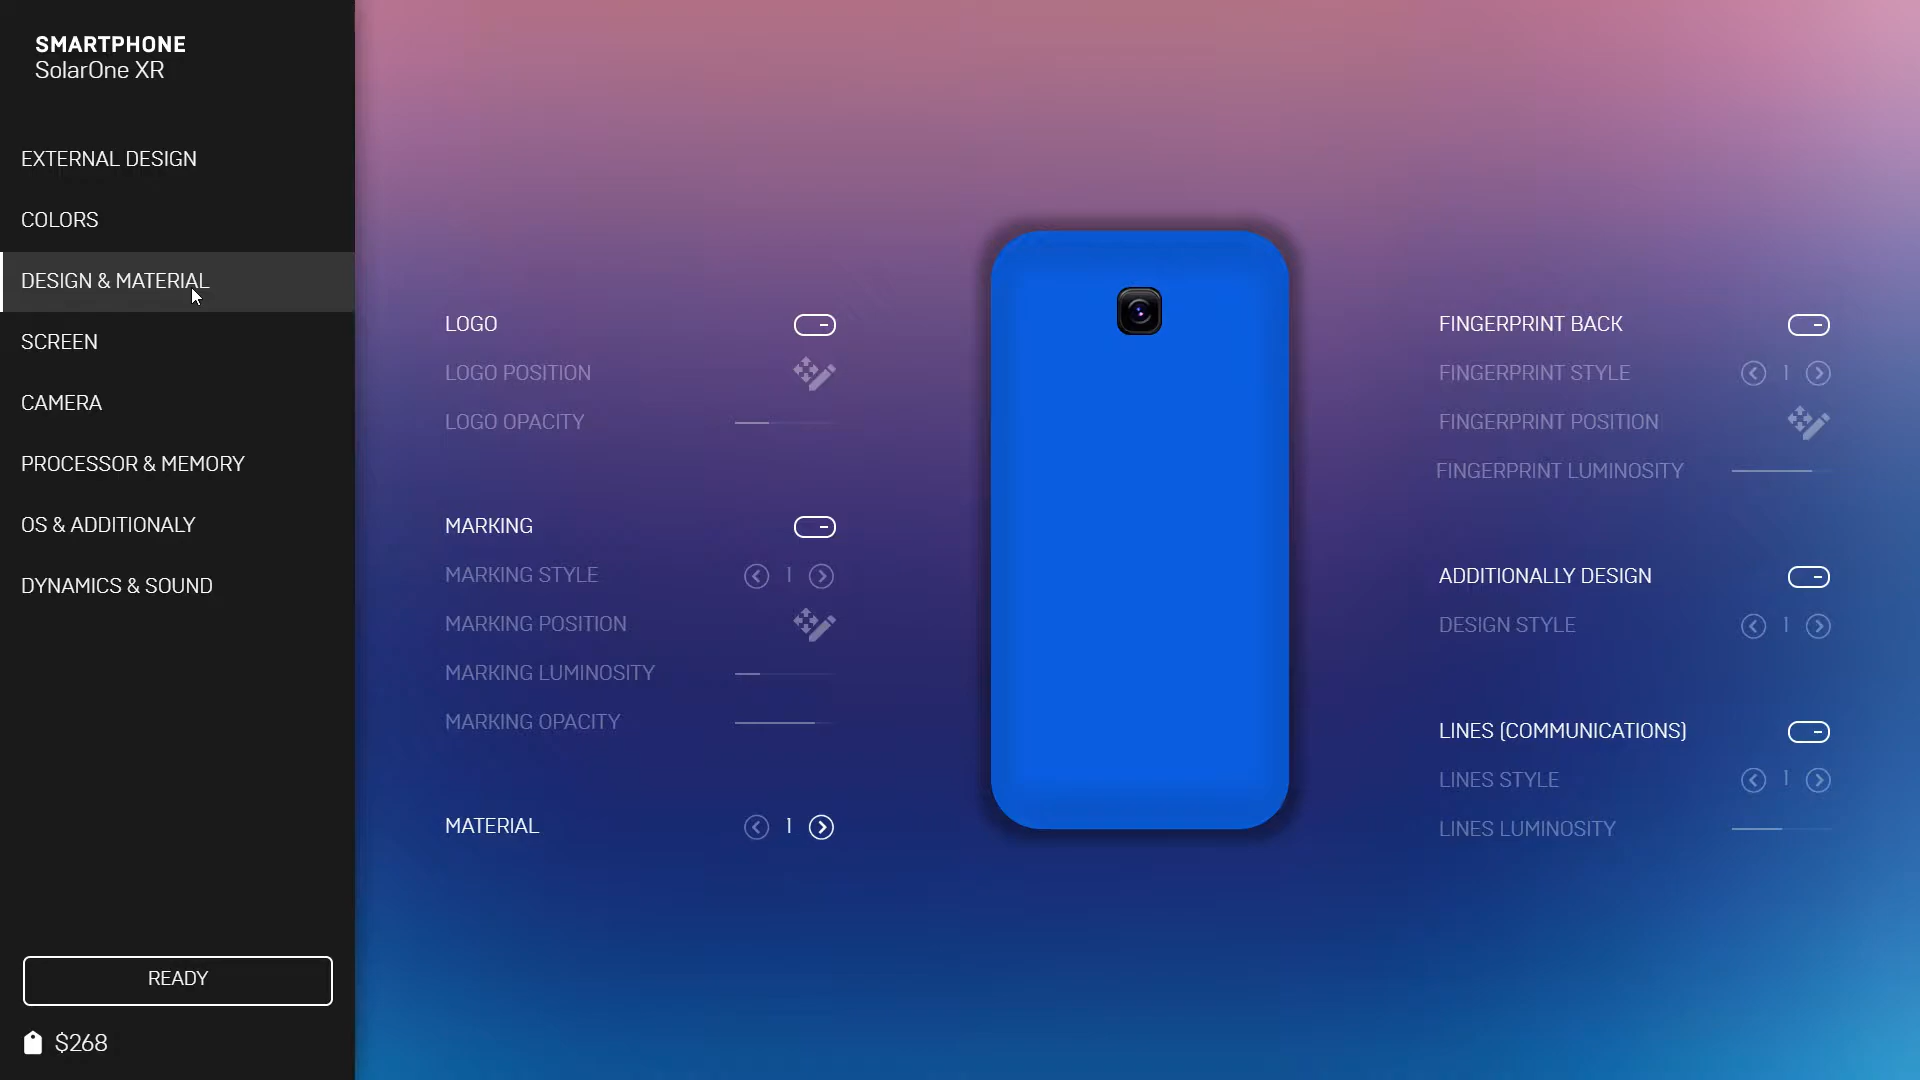 SMARTPHONE
SolarOne XR
EXTERNAL DESIGN
COLORS
DESIGN & MATERIAL
SCREEN
CAMERA
PROCESSOR & MEMORY
OS & ADDITIONALY
DYNAMICS & SOUND
READY
$268
LOGO
LOGO POSITION
LOGO OPACITY
MARKING
MARKING STYLE 1
MARKING POSITION
MARKING LUMINOSITY
MARKING OPACITY
MATERIAL 1
FINGERPRINT BACK
FINGERPRINT STYLE 1
FINGERPRINT POSITION
FINGERPRINT LUMINOSITY
ADDITIONALLY DESIGN
DESIGN STYLE 1
LINES (COMMUNICATIONS)
LINES STYLE 1
LINES LUMINOSITY